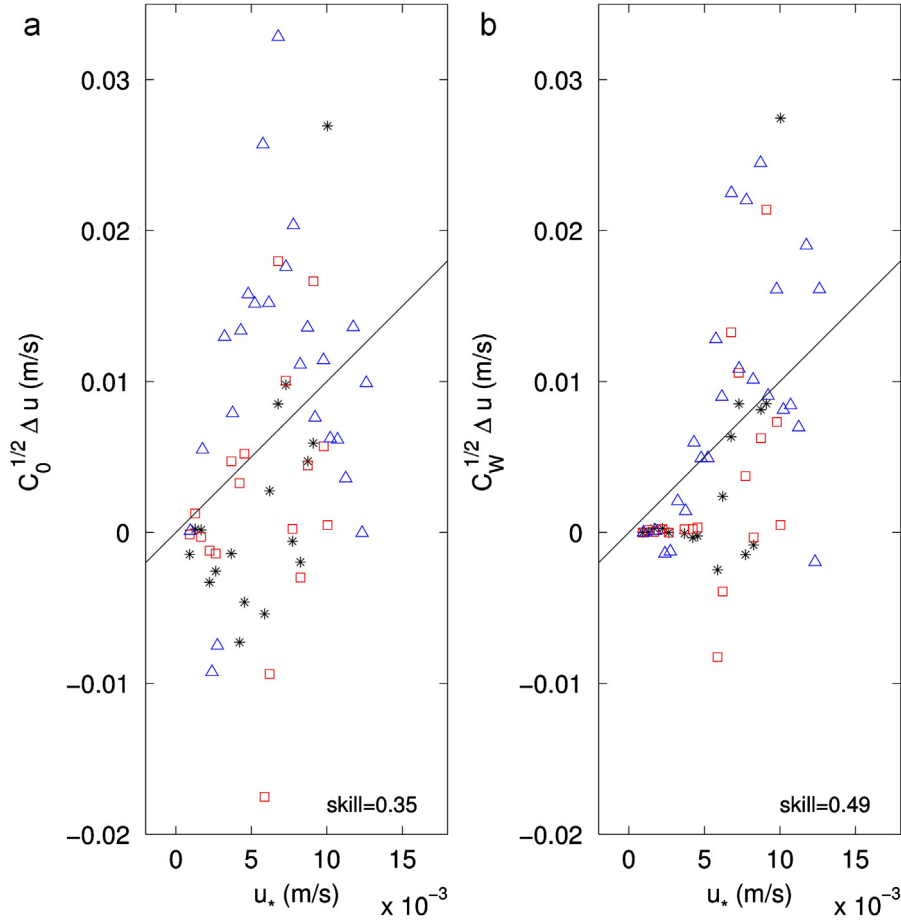 a
0.03
0.02
0.01
0
−0.01
−0.02
C₀^1/2 Δ u (m/s)
skill=0.35
0 5 10 15
u* (m/s) x 10⁻³
b
0.03
0.02
0.01
0
−0.01
−0.02
C_W^1/2 Δ u (m/s)
skill=0.49
0 5 10 15
u* (m/s) x 10⁻³